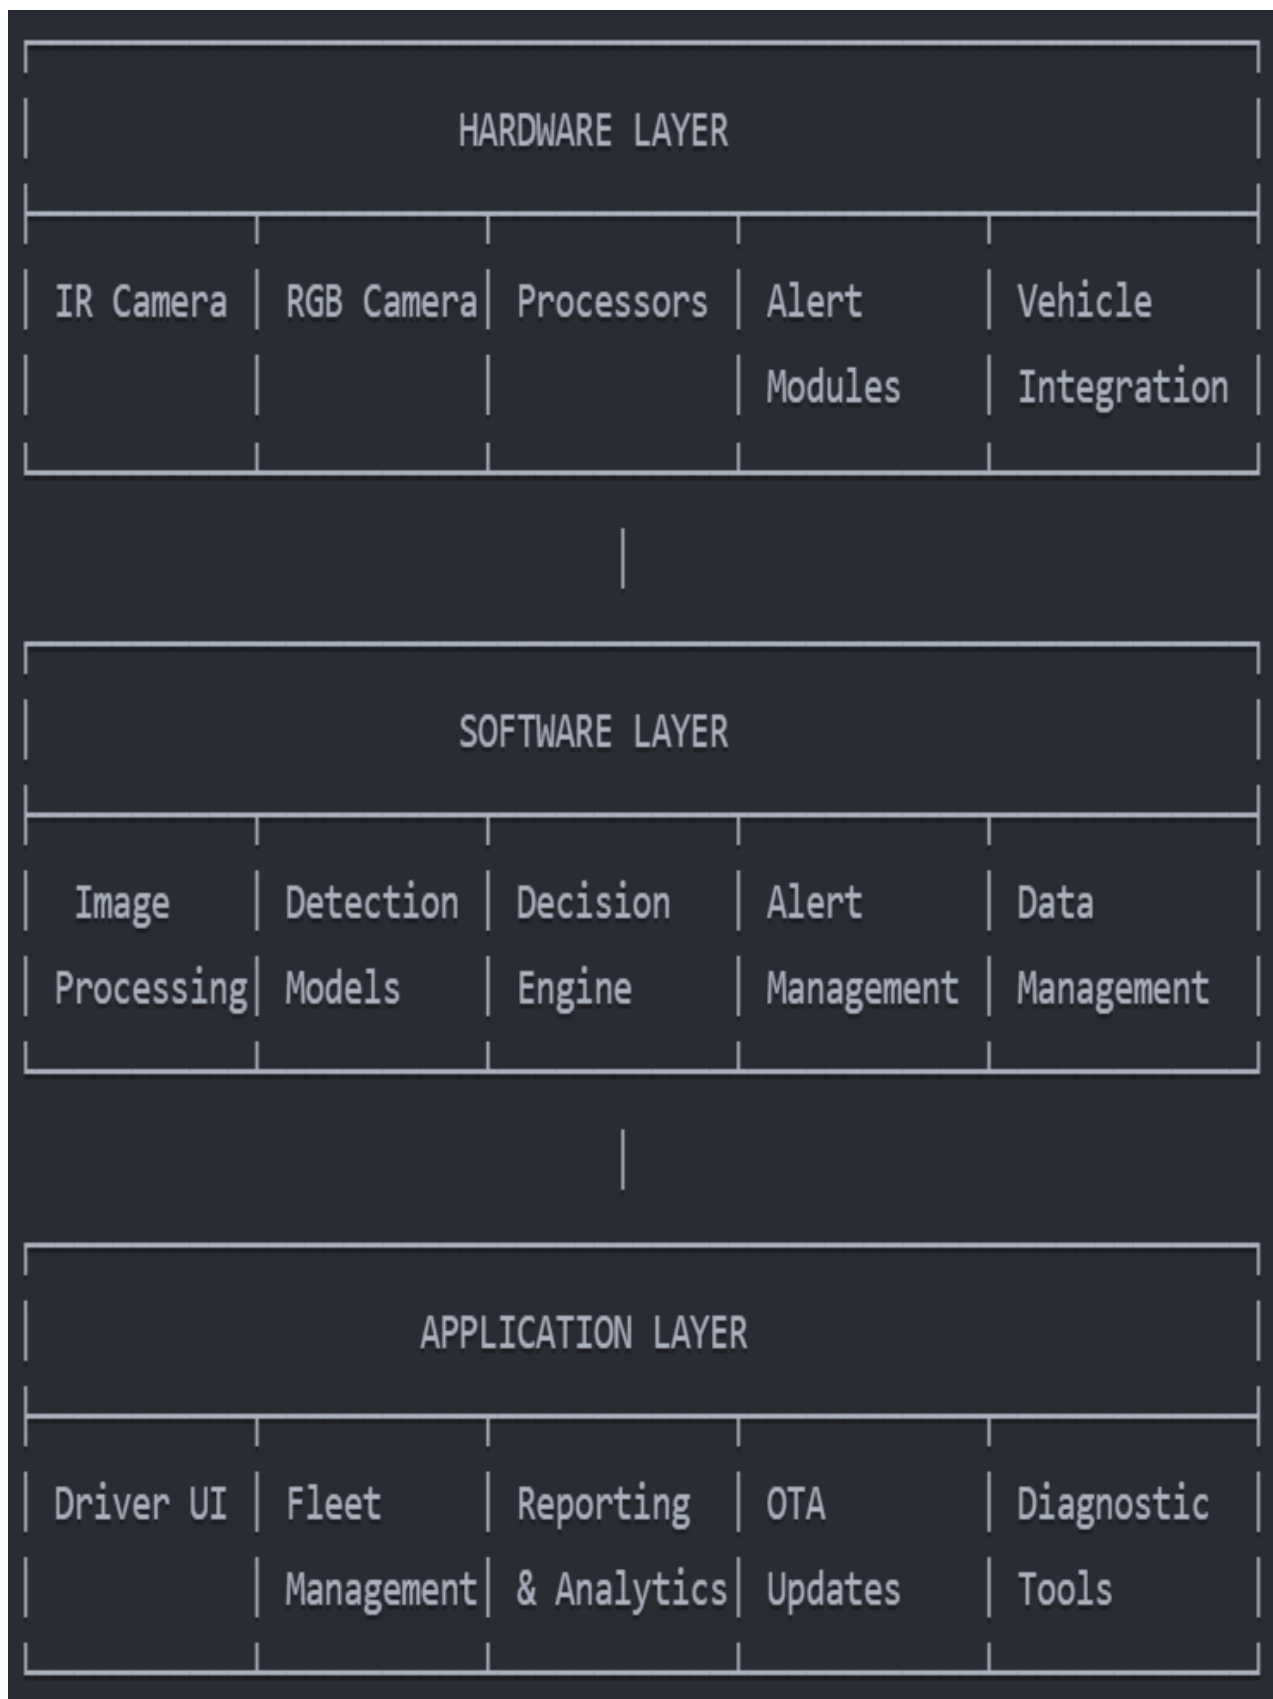 HARDWARE LAYER
IR Camera RGB Camera Processors Alert Vehicle
Modules Integration
SOFTWARE LAYER
Image Detection Decision Alert Data
Processing Models Engine Management Management
APPLICATION LAYER
Driver UI Fleet Reporting OTA Diagnostic
Management & Analytics Updates Tools